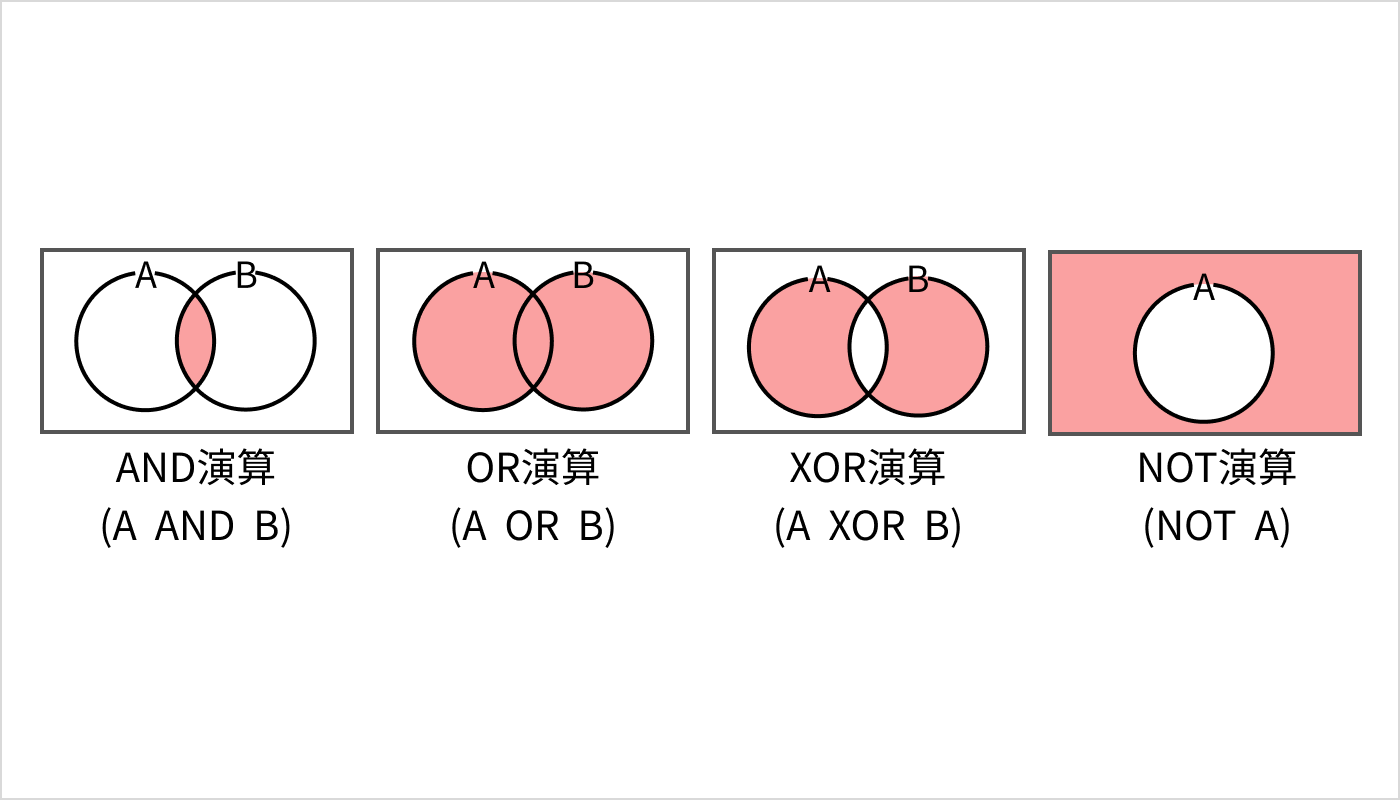 A B
A B
A B
A
AND演算
(A AND B)
OR演算
(A OR B)
XOR演算
(A XOR B)
NOT演算
(NOT A)